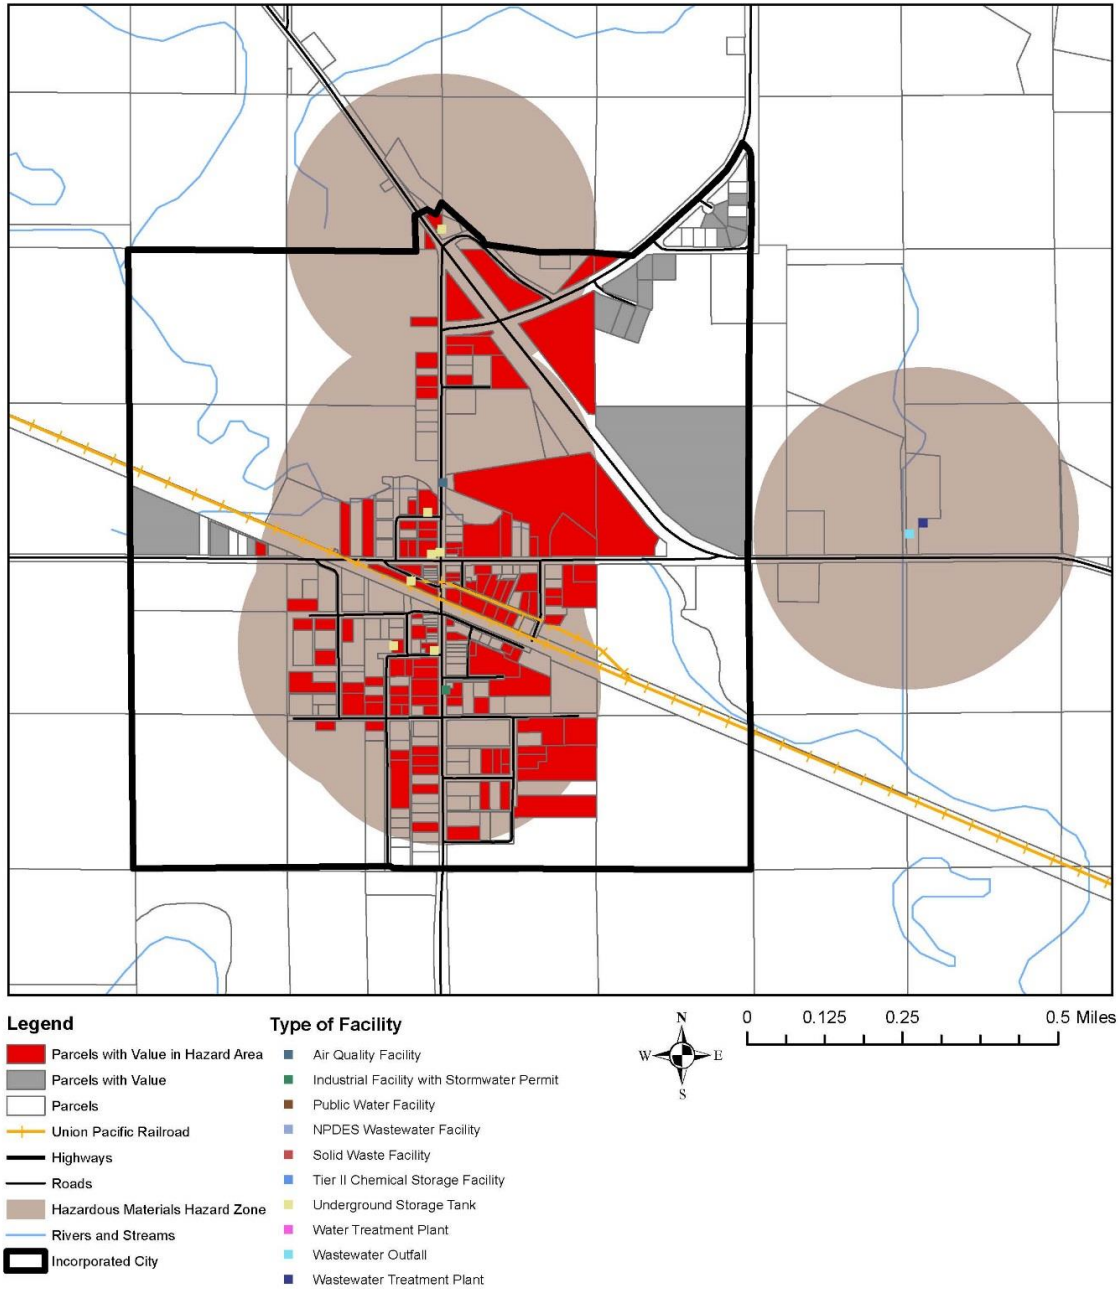 Legend
Parcels with Value in Hazard Area
Parcels with Value
Parcels
Union Pacific Railroad
Highways
Roads
Hazardous Materials Hazard Zone
Rivers and Streams
Incorporated City
Type of Facility
Air Quality Facility
Industrial Facility with Stormwater Permit
Public Water Facility
NPDES Wastewater Facility
Solid Waste Facility
Tier II Chemical Storage Facility
Underground Storage Tank
Water Treatment Plant
Wastewater Outfall
Wastewater Treatment Plant
N
W E
S
0 0.125 0.25 0.5 Miles